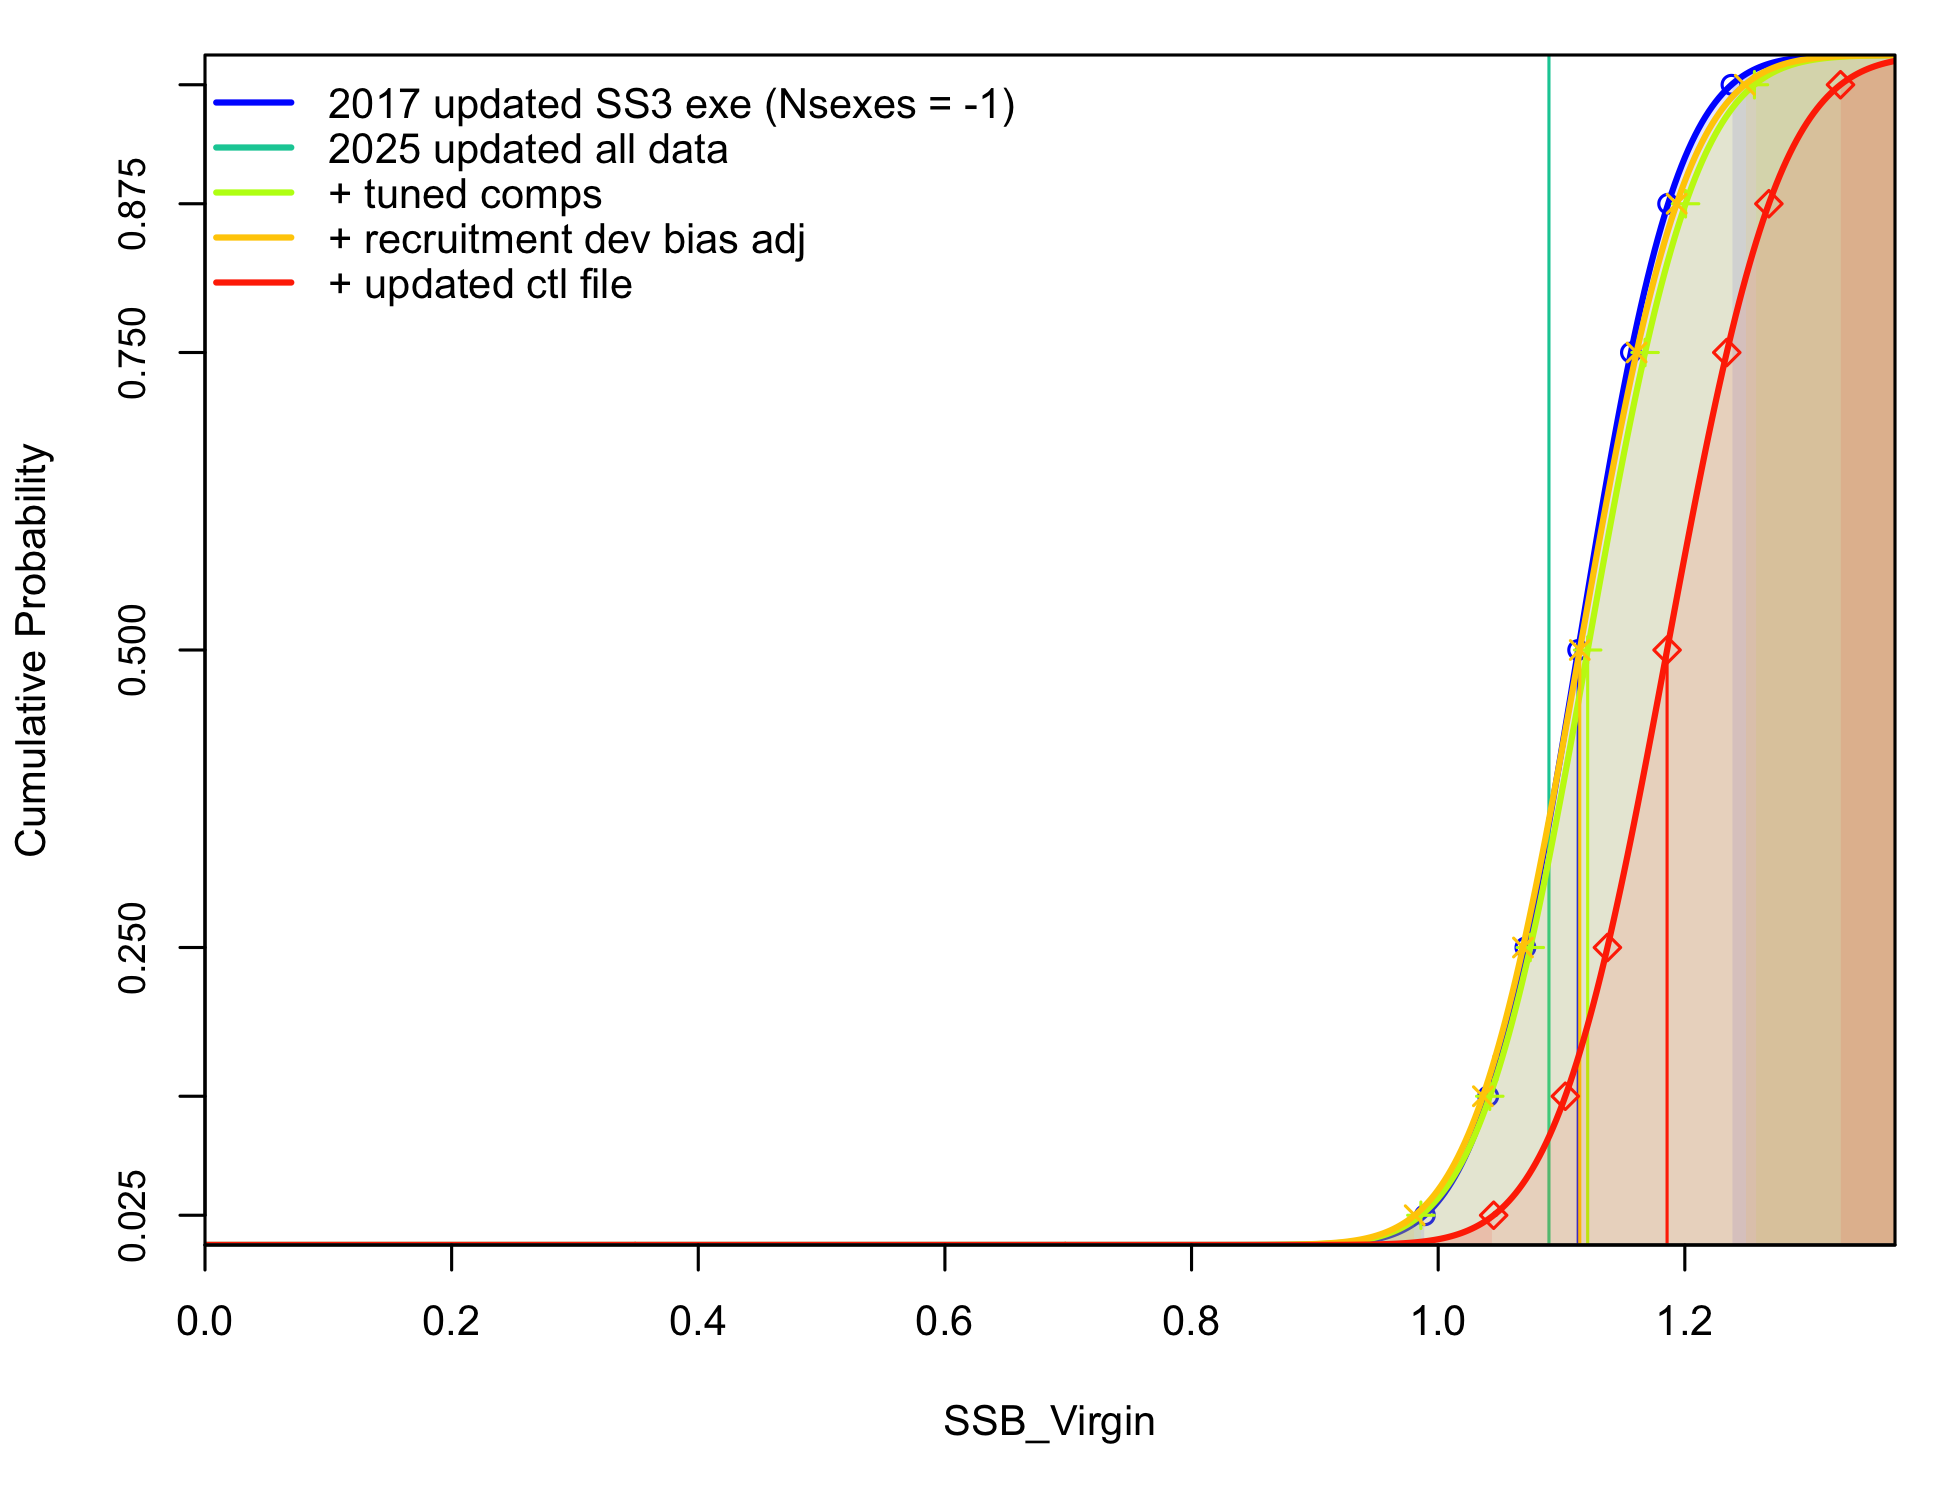 2017 updated SS3 exe (Nsexes = -1)
2025 updated all data
+ tuned comps
+ recruitment dev bias adj
+ updated ctl file
Cumulative Probability
0.875
0.750
0.500
0.250
0.025
0.0 0.2 0.4 0.6 0.8 1.0 1.2
SSB_Virgin